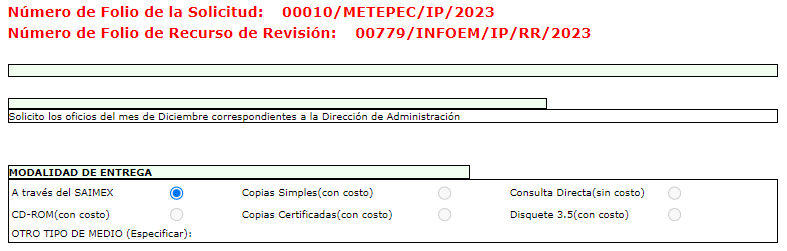 Número de Folio de la Solicitud: 00010/METEPEC/IP/2023
Número de Folio de Recurso de Revisión: 00779/INFOEM/IP/RR/2023
Solicito los oficios del mes de Diciembre correspondientes a la Dirección de Administración
MODALIDAD DE ENTREGA
A través del SAIMEX Copias Simples(con costo) Consulta Directa(sin costo)
CD-ROM(con costo) Copias Certificadas(con costo) Disquete 3.5(con costo)
OTRO TIPO DE MEDIO (Especificar):